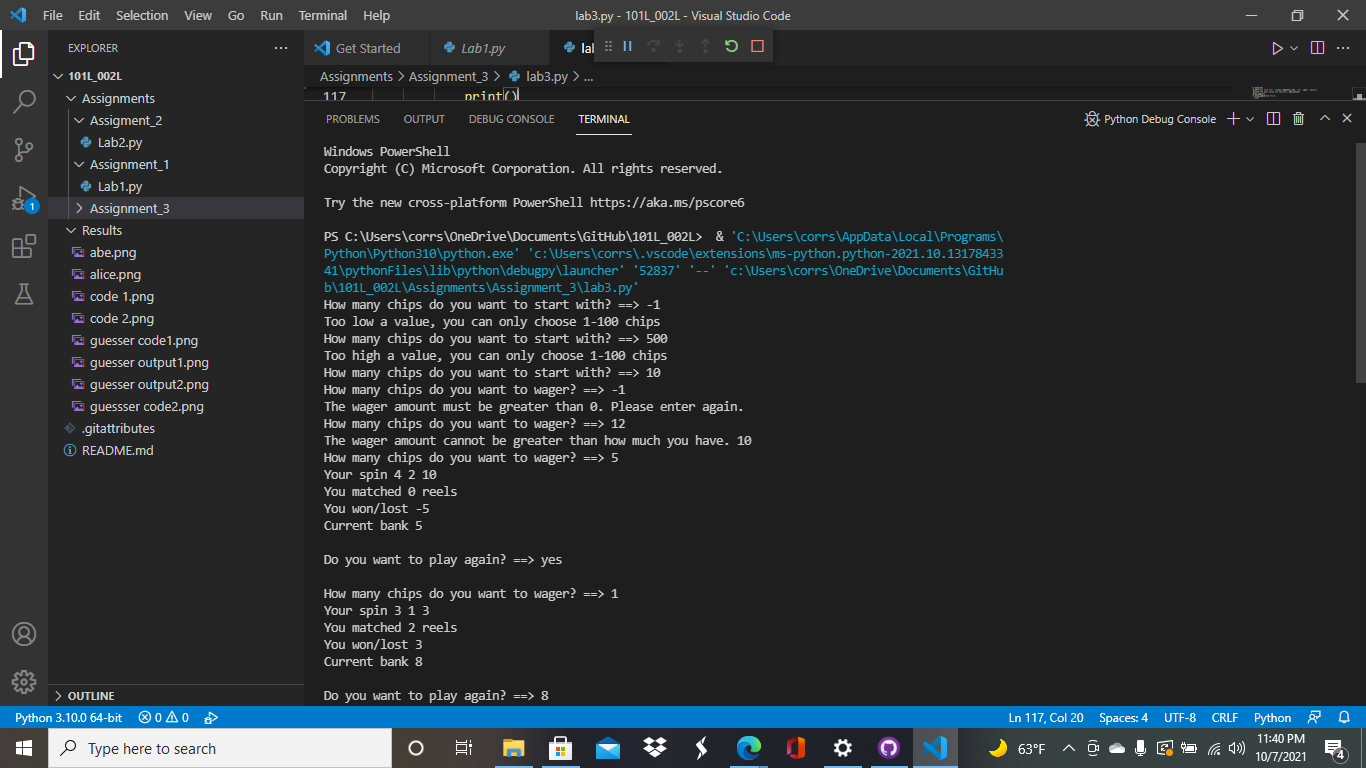 File Edit Selection View Go Run Terminal Help lab3.py - 101L_002L - Visual Studio Code
EXPLORER
Get Started Lab1.py
Assignments > Assignment_3 > lab3.py > ...
117 print()
101L_002L
Assignments
Assigment_2
Lab2.py
Assignment_1
Lab1.py
Assignment_3
Results
abe.png
alice.png
code 1.png
code 2.png
guesser code1.png
guesser output1.png
guesser output2.png
guessser code2.png
.gitattributes
README.md
OUTLINE
1
PROBLEMS OUTPUT DEBUG CONSOLE TERMINAL Python Debug Console
Windows PowerShell
Copyright (C) Microsoft Corporation. All rights reserved.
Try the new cross-platform PowerShell https://aka.ms/pscore6
PS C:\Users\corrs\OneDrive\Documents\GitHub\101L_002L> & 'C:\Users\corrs\AppData\Local\Programs\
Python\Python310\python.exe' 'c:\Users\corrs\.vscode\extensions\ms-python.python-2021.10.13178433
41\pythonFiles\lib\python\debugpy\launcher' '52837' '--' 'c:\Users\corrs\OneDrive\Documents\GitHu
b\101L_002L\Assignments\Assignment_3\lab3.py'
How many chips do you want to start with? ==> -1
Too low a value, you can only choose 1-100 chips
How many chips do you want to start with? ==> 500
Too high a value, you can only choose 1-100 chips
How many chips do you want to start with? ==> 10
How many chips do you want to wager? ==> -1
The wager amount must be greater than 0. Please enter again.
How many chips do you want to wager? ==> 12
The wager amount cannot be greater than how much you have. 10
How many chips do you want to wager? ==> 5
Your spin 4 2 10
You matched 0 reels
You won/lost -5
Current bank 5
Do you want to play again? ==> yes
How many chips do you want to wager? ==> 1
Your spin 3 1 3
You matched 2 reels
You won/lost 3
Current bank 8
Do you want to play again? ==> 8
Python 3.10.0 64-bit 0 0 Ln 117, Col 20 Spaces: 4 UTF-8 CRLF Python
Type here to search 63°F 11:40 PM
10/7/2021
4